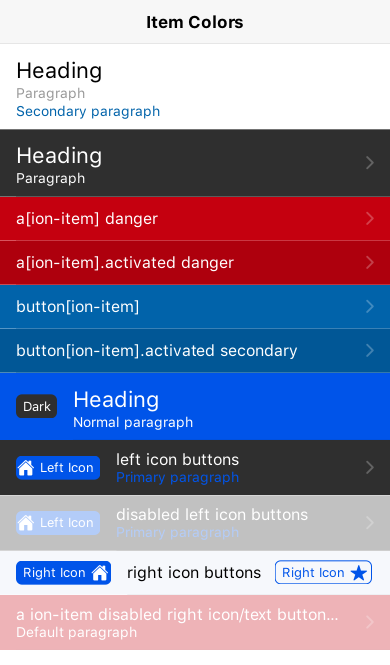 Item Colors
Heading
Paragraph
Secondary paragraph
Heading
Paragraph
a[ion-item] danger
a[ion-item].activated danger
button[ion-item]
button[ion-item].activated secondary
Dark
Heading
Normal paragraph
Left Icon
left icon buttons
Primary paragraph
Left Icon
disabled left icon buttons
Primary paragraph
Right Icon right icon buttons Right Icon
a ion-item disabled right icon/text button...
Default paragraph